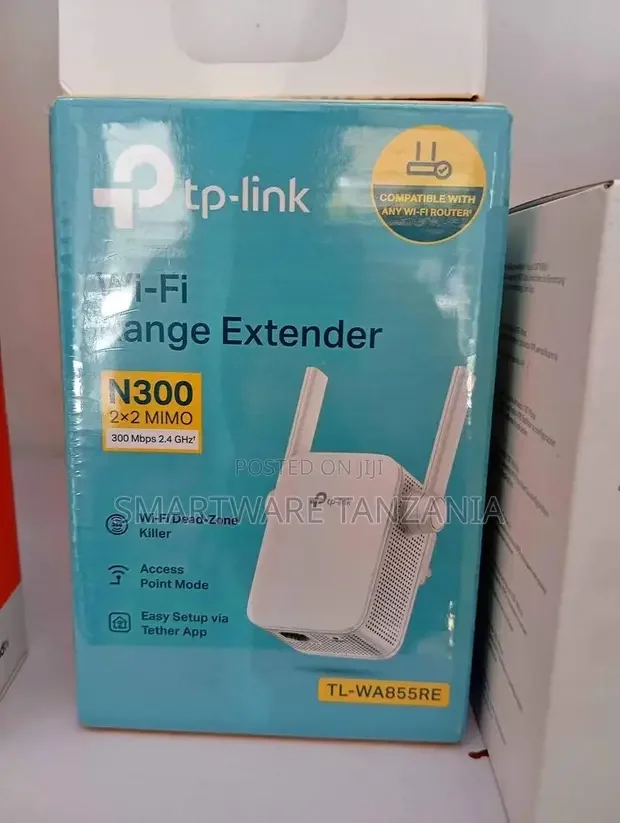 tp-link
COMPATIBLE WITH
ANY WI-FI ROUTER
Wi-Fi
Range Extender
N300
2×2 MIMO
300 Mbps 2.4 GHz†
POSTED ON JIJI
tp-link
SMARTWARE TANZANIA
Wi-Fi Dead-Zone
Killer
Access
Point Mode
Easy Setup via
Tether App
TL-WA855RE